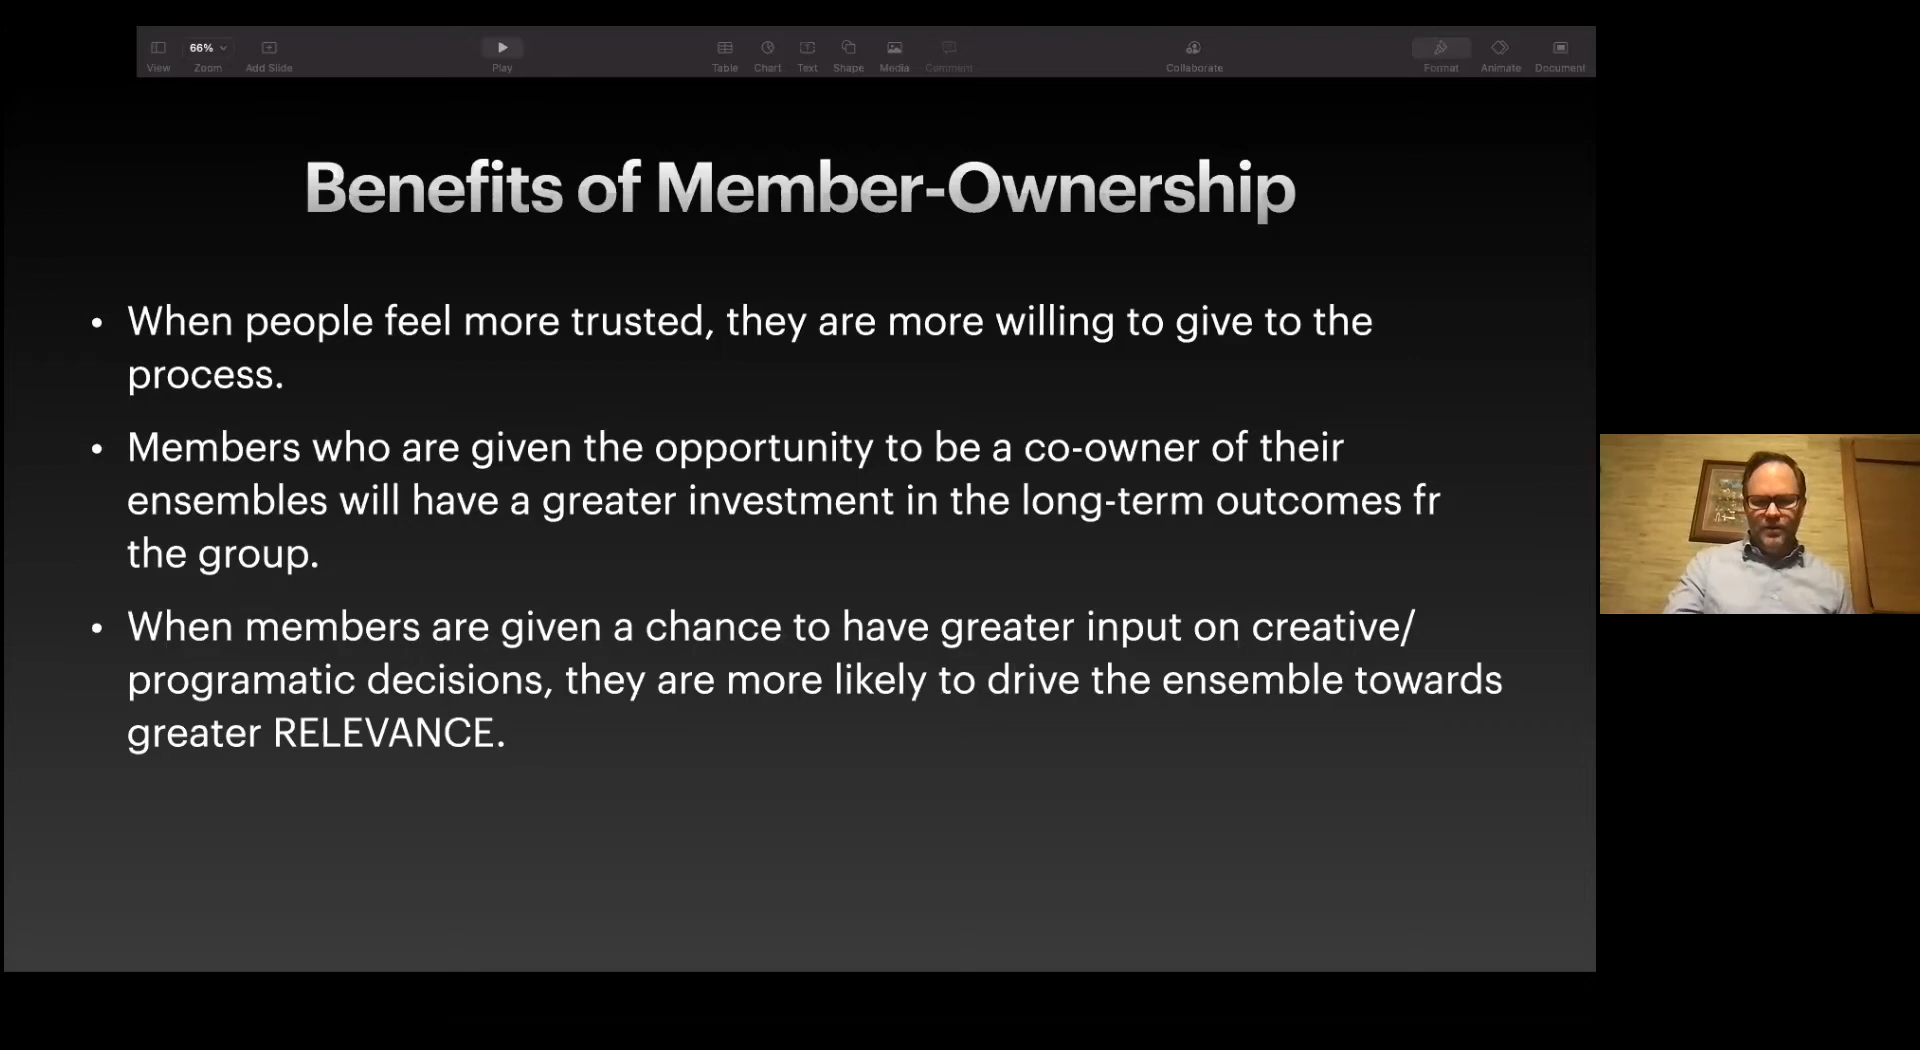 66%
View
Zoom
Add Slide
Play
Table
Chart
Text
Shape
Media
Comment
Collaborate
Format
Animate
Document
Benefits of Member-Ownership
• When people feel more trusted, they are more willing to give to the
process.
• Members who are given the opportunity to be a co-owner of their
ensembles will have a greater investment in the long-term outcomes fr
the group.
• When members are given a chance to have greater input on creative/
programatic decisions, they are more likely to drive the ensemble towards
greater RELEVANCE.